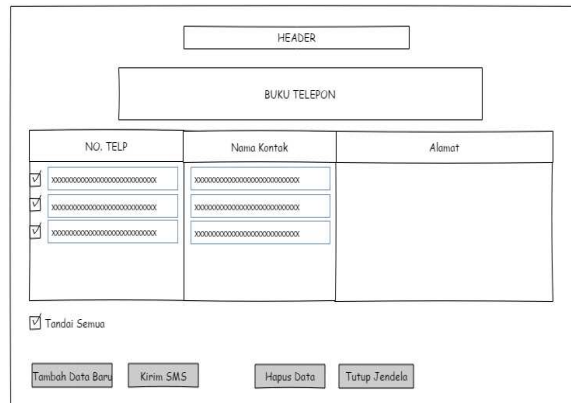 HEADER
BUKU TELEPON
NO. TELP Nama Kontak Alamat
xxxxxxxxxxxxxxxxxxxxxxxxxxx xxxxxxxxxxxxxxxxxxxxxxxxxxx
xxxxxxxxxxxxxxxxxxxxxxxxxxx xxxxxxxxxxxxxxxxxxxxxxxxxxx
xxxxxxxxxxxxxxxxxxxxxxxxxxx xxxxxxxxxxxxxxxxxxxxxxxxxxx
Tandai Semua
Tambah Data Baru Kirim SMS Hapus Data Tutup Jendela